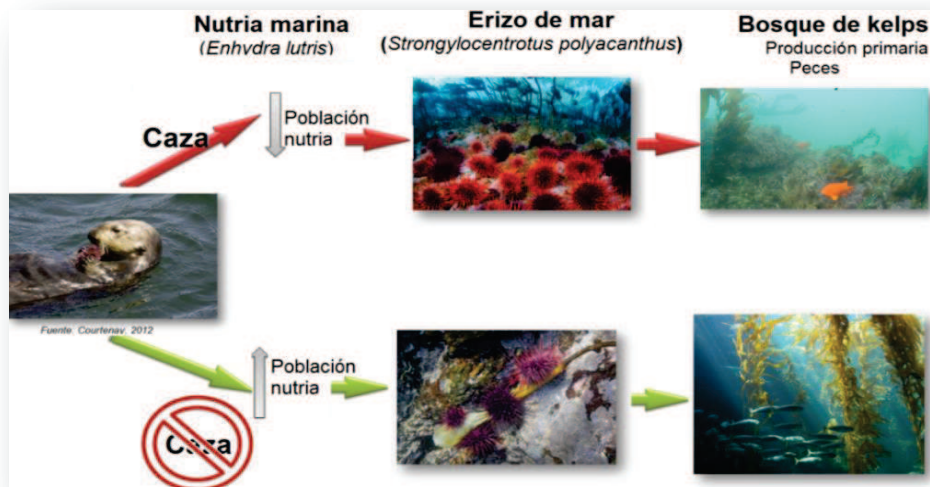 Nutria marina
(Enhydra lutris)
Erizo de mar
(Strongylocentrotus polyacanthus)
Bosque de kelps
Producción primaria
Peces
Caza
Población
nutria
Fuente. Courtenay. 2012
Población
nutria
Caza